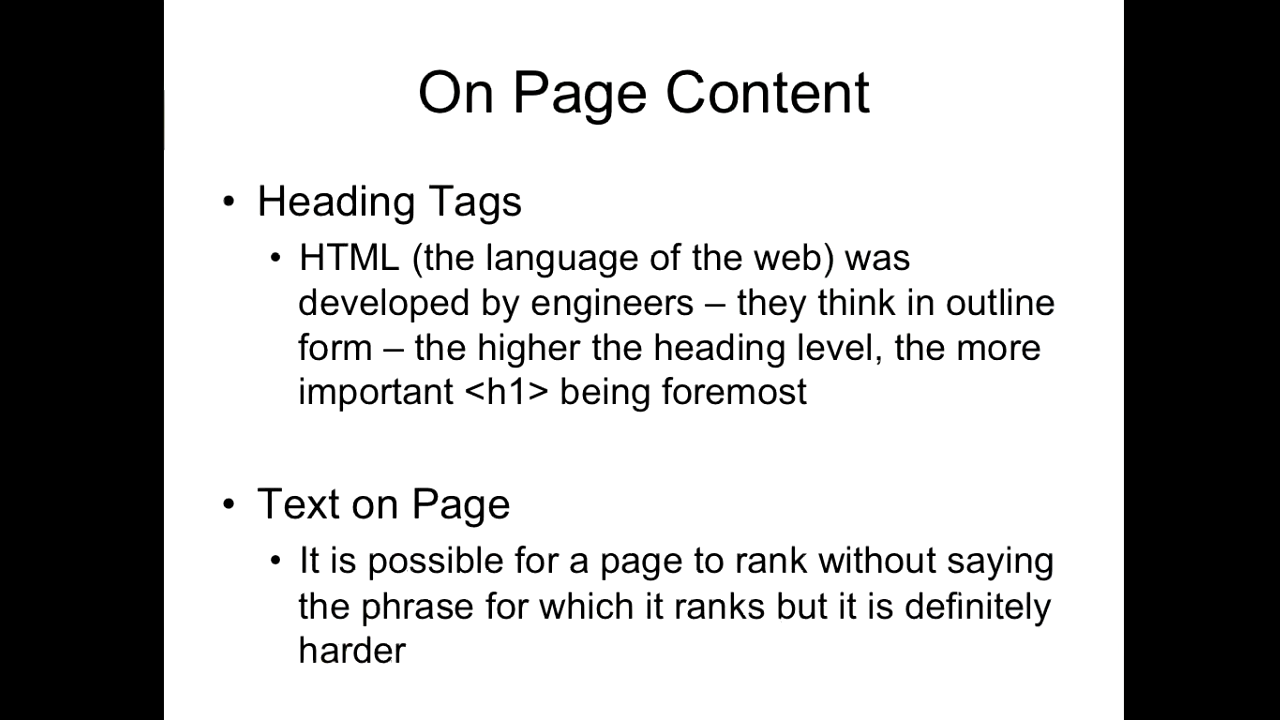 On Page Content
• Heading Tags
• HTML (the language of the web) was
developed by engineers – they think in outline
form – the higher the heading level, the more
important <h1> being foremost
• Text on Page
• It is possible for a page to rank without saying
the phrase for which it ranks but it is definitely
harder